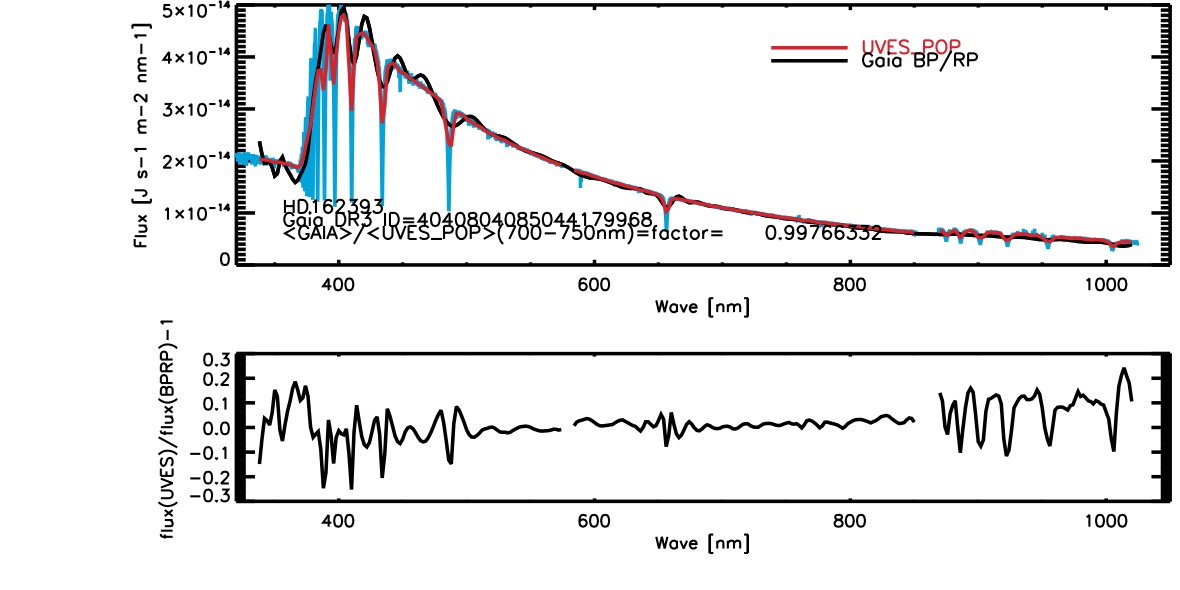 5×10-14
4×10-14
3×10-14
2×10-14
1×10-14
0
Flux [J s-1 m-2 nm-1]
UVES_POP
Gaia BP/RP
HD162393
Gaia DR3 ID=4040804085044179968
<GAIA>/<UVES_POP>(700-750nm)=factor= 0.99766332
400 600 800 1000
Wave [nm]
0.3
0.2
0.1
0.0
-0.1
-0.2
-0.3
flux(UVES)/flux(BPRP)-1
400 600 800 1000
Wave [nm]